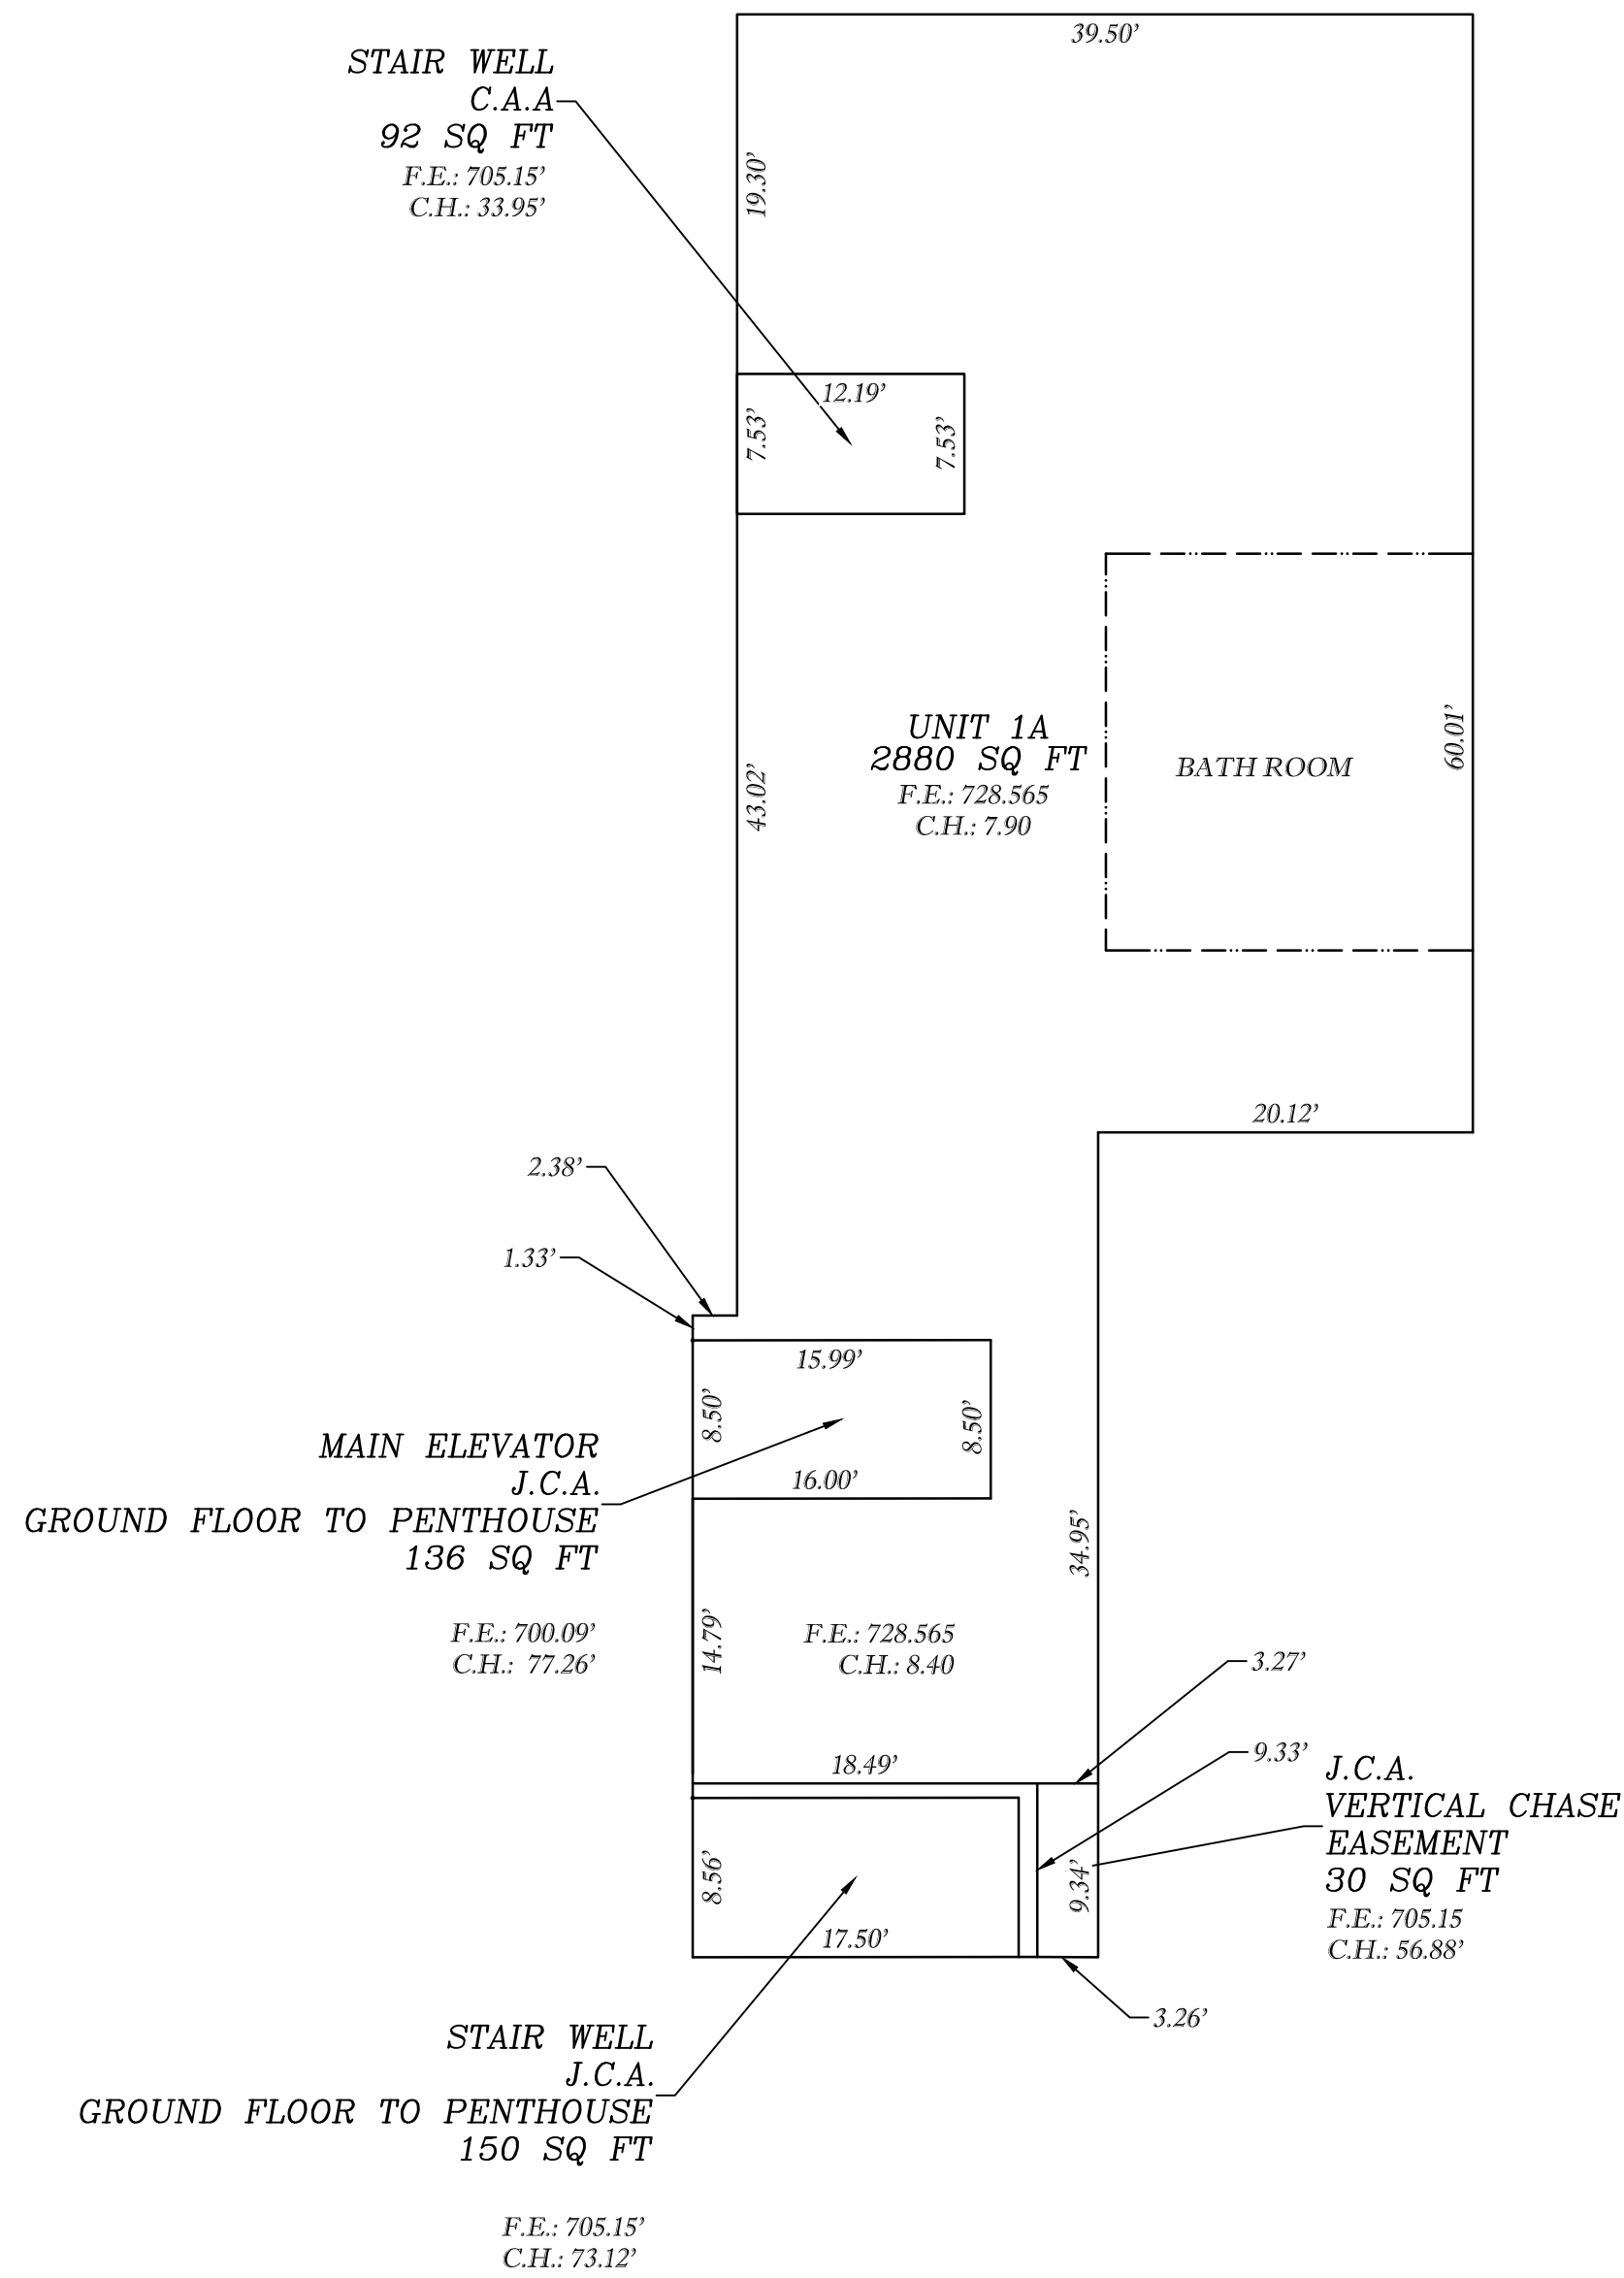 39.50'
STAIR WELL
C.A.A
92 SQ FT
F.E.: 705.15'
C.H.: 33.95'
19.30'
12.19'
7.53'
7.53'
UNIT 1A
2880 SQ FT
F.E.: 728.565
C.H.: 7.90
BATH ROOM
60.01'
43.02'
20.12'
2.38'
1.33'
15.99'
8.50'
8.50'
16.00'
MAIN ELEVATOR
J.C.A.
GROUND FLOOR TO PENTHOUSE
136 SQ FT
F.E.: 700.09'
C.H.: 77.26'
34.95'
14.79'
F.E.: 728.565
C.H.: 8.40
3.27'
18.49'
9.33'
J.C.A.
VERTICAL CHASE
EASEMENT
30 SQ FT
F.E.: 705.15
C.H.: 56.88'
8.56'
9.34'
17.50'
3.26'
STAIR WELL
J.C.A.
GROUND FLOOR TO PENTHOUSE
150 SQ FT
F.E.: 705.15'
C.H.: 73.12'